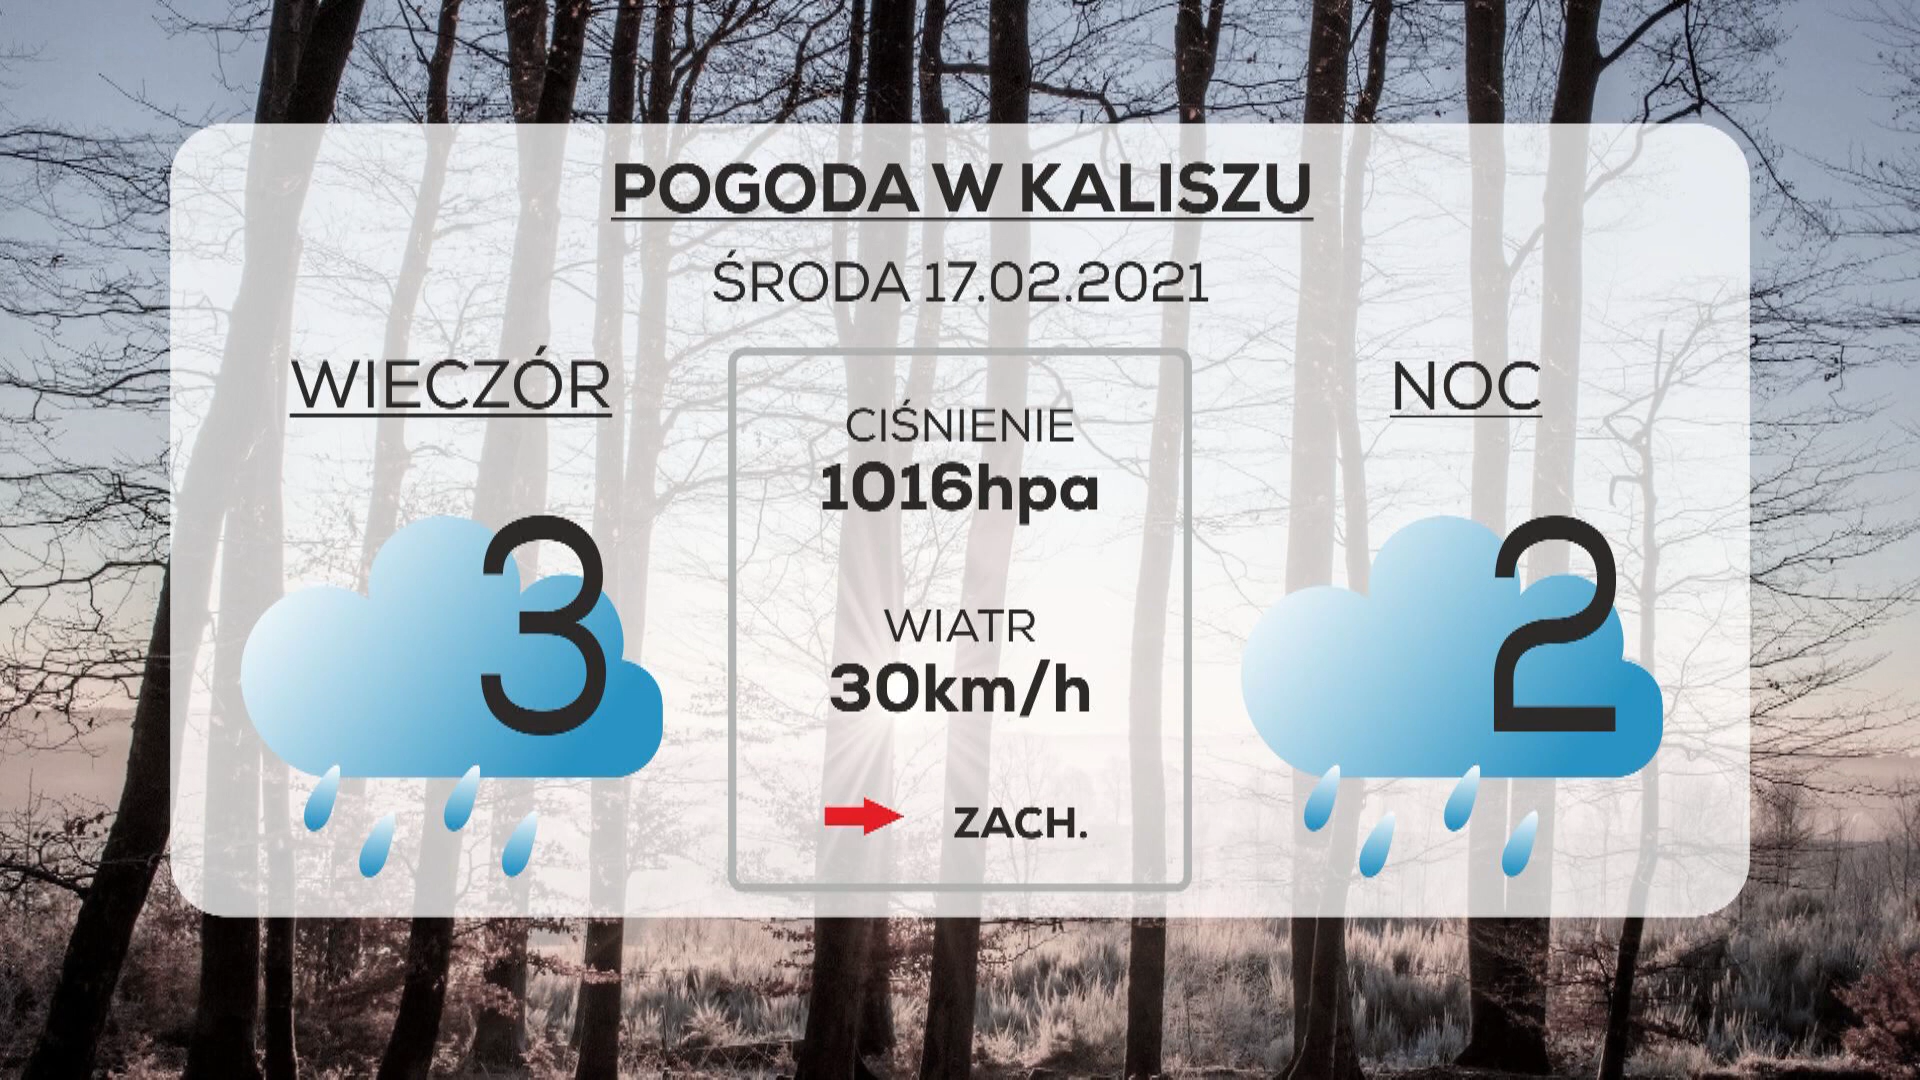 POGODA W KALISZU
ŚRODA 17.02.2021
WIECZÓR
3
CIŚNIENIE
1016hpa
WIATR
30km/h
ZACH.
NOC
2